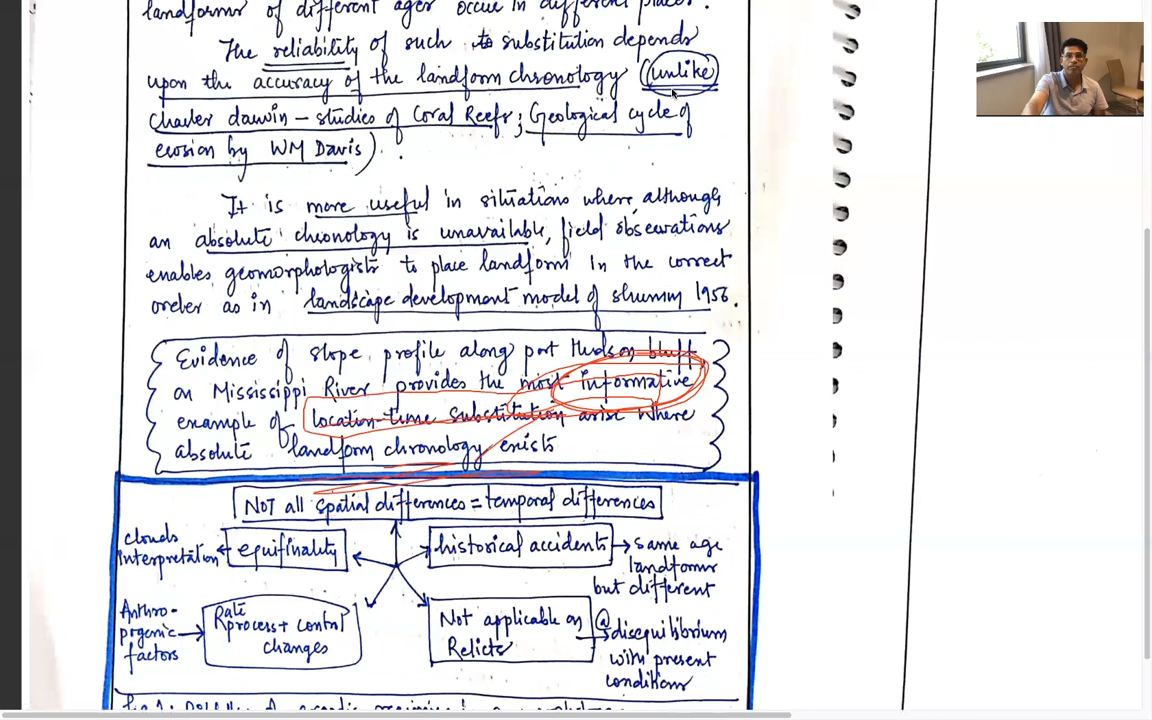 landforms of different ages occur in different places.
The reliability of such to substitution depends
upon the accuracy of the landform chronology (unlike
Charles darwin – studies of Coral Reefs; Geological cycle of
erosion by WM Davis).
It is more useful in situations where, although
an absolute chronology is unavailable, field observations
enables geomorphologists to place landform in the correct
order as in landscape development model of shumm 1956.
Evidence of slope profile along port Hudson bluff
on Mississippi River provides the most informative
example of location-time substitution arise where
absolute landform chronology exists
NOT all spatial differences = temporal differences
clouds interpretation
equifinality
historical accidents
same age landforms but different
Anthropogenic factors
Rate process + control changes
Not applicable on Relicts
@ disequilibrium with present conditions